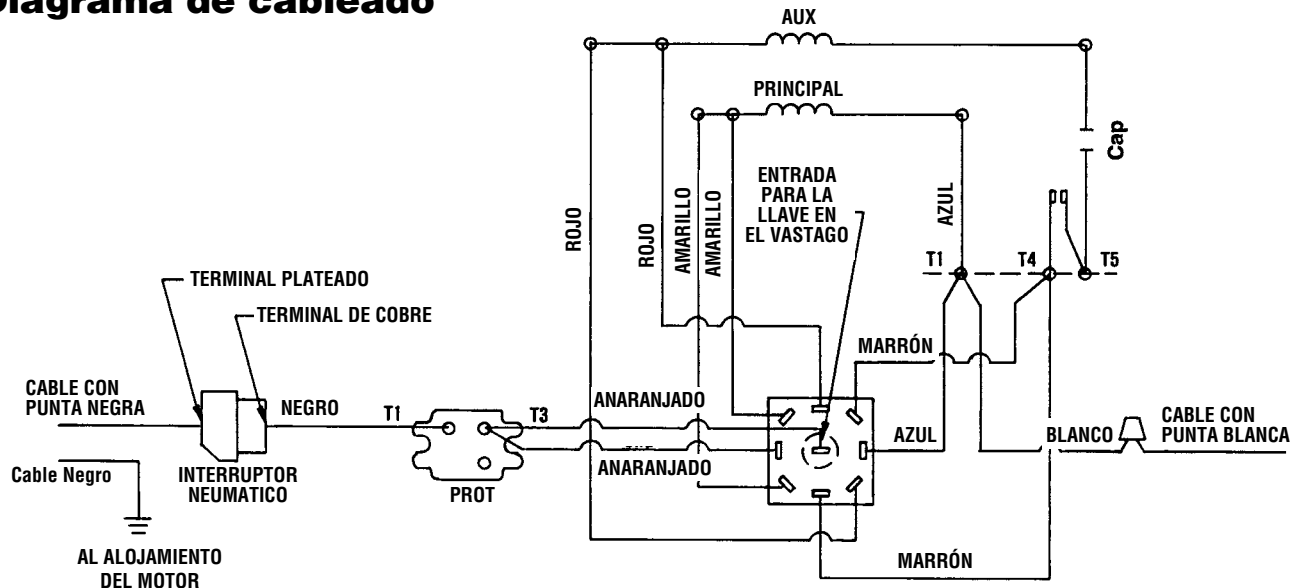 Diagrama de cableado
AUX
PRINCIPAL
Cap
ENTRADA
PARA LA
LLAVE EN
EL VASTAGO
ROJO
ROJO
AMARILLO
AMARILLO
AZUL
T1
T4
T5
TERMINAL PLATEADO
TERMINAL DE COBRE
MARRÓN
CABLE CON
PUNTA NEGRA
NEGRO
T1
T3
ANARANJADO
AZUL
BLANCO
CABLE CON
PUNTA BLANCA
Cable Negro
INTERRUPTOR
NEUMATICO
PROT
ANARANJADO
AL ALOJAMIENTO
DEL MOTOR
MARRÓN